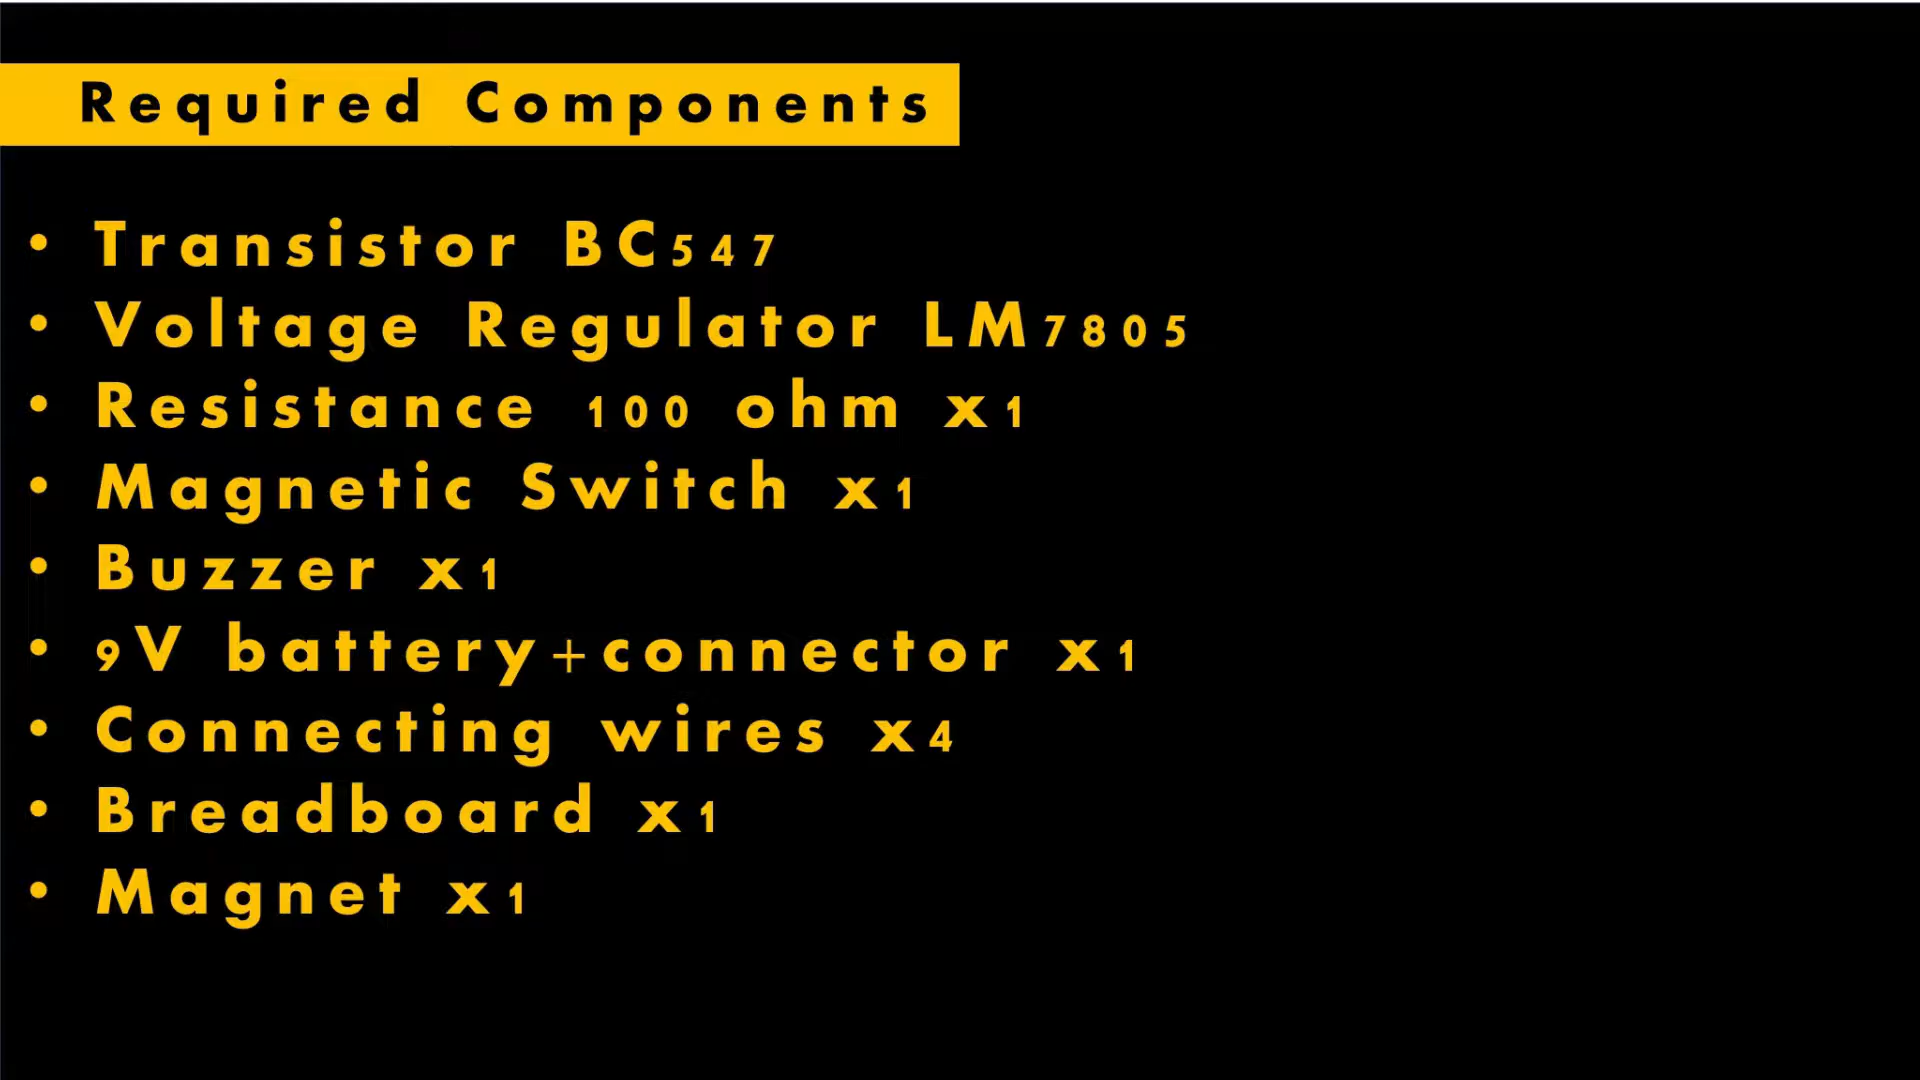 Required Components
• Transistor BC547
• Voltage Regulator LM7805
• Resistance 100 ohm x1
• Magnetic Switch x1
• Buzzer x1
• 9V battery+connector x1
• Connecting wires x4
• Breadboard x1
• Magnet x1